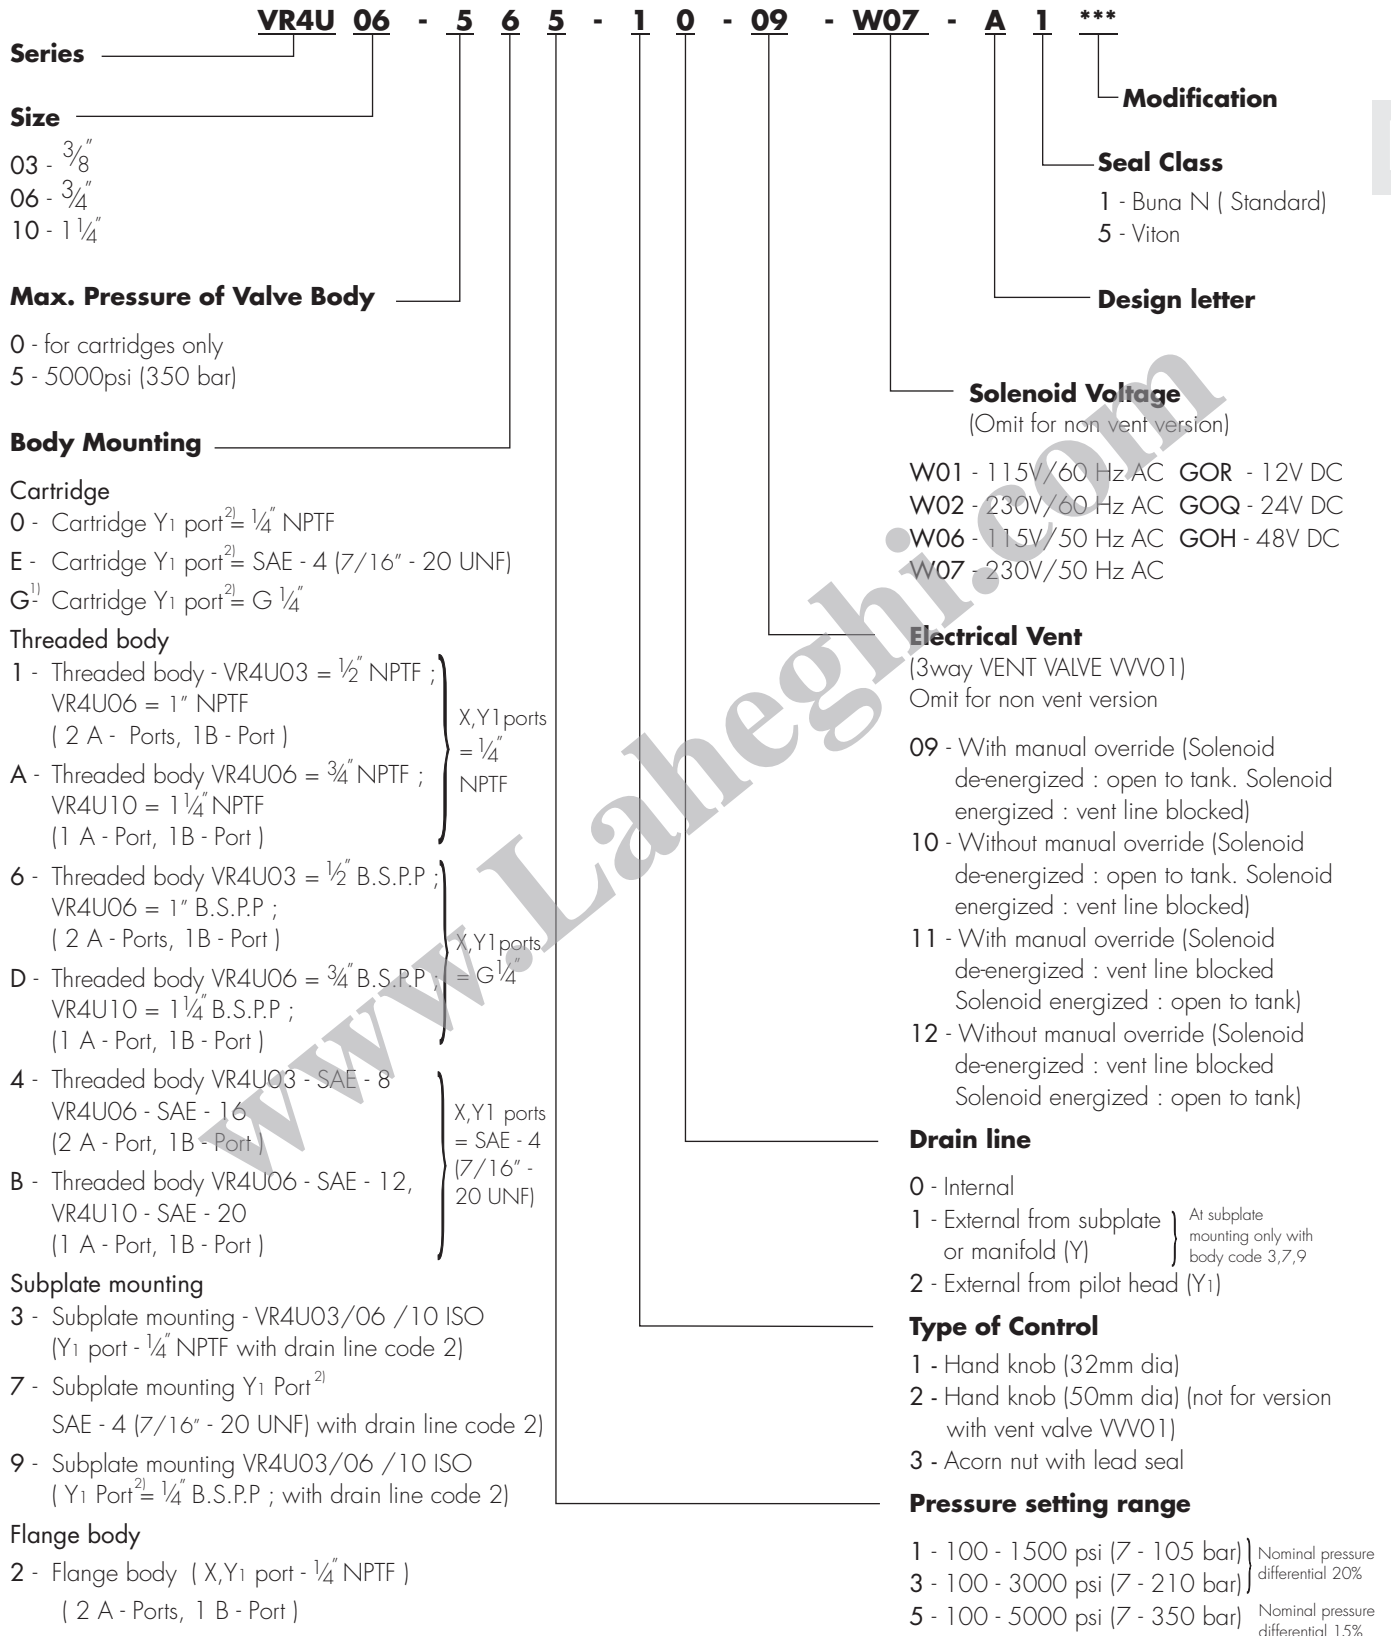 VR4U 06 - 5 6 5 - 1 0 - 09 - W07 - A 1 ***
Series
Size
03 - 3/8"
06 - 3/4"
10 - 1 1/4"
Max. Pressure of Valve Body
0 - for cartridges only
5 - 5000psi (350 bar)
Body Mounting
Cartridge
0 - Cartridge Y1 port2)= 1/4" NPTF
E - Cartridge Y1 port2)= SAE - 4 (7/16" - 20 UNF)
G1)- Cartridge Y1 port2)= G 1/4"
Threaded body
1 - Threaded body - VR4U03 = 1/2" NPTF ;
VR4U06 = 1" NPTF
( 2 A - Ports, 1B - Port )
A - Threaded body VR4U06 = 3/4" NPTF ;
VR4U10 = 1 1/4" NPTF
(1 A - Port, 1B - Port )
X,Y1ports
= 1/4"
NPTF
6 - Threaded body VR4U03 = 1/2" B.S.P.P ;
VR4U06 = 1" B.S.P.P ;
( 2 A - Ports, 1B - Port )
D - Threaded body VR4U06 = 3/4" B.S.P.P ;
VR4U10 = 1 1/4" B.S.P.P ;
(1 A - Port, 1B - Port )
X,Y1ports
= G1/4"
4 - Threaded body VR4U03 - SAE - 8
VR4U06 - SAE - 16
(2 A - Port, 1B - Port )
B - Threaded body VR4U06 - SAE - 12,
VR4U10 - SAE - 20
(1 A - Port, 1B - Port )
X,Y1 ports
= SAE - 4
(7/16" -
20 UNF)
Subplate mounting
3 - Subplate mounting - VR4U03/06 /10 ISO
(Y1 port - 1/4" NPTF with drain line code 2)
7 - Subplate mounting Y1 Port2)
SAE - 4 (7/16" - 20 UNF) with drain line code 2)
9 - Subplate mounting VR4U03/06 /10 ISO
( Y1 Port2)= 1/4" B.S.P.P ; with drain line code 2)
Flange body
2 - Flange body ( X,Y1 port - 1/4" NPTF )
( 2 A - Ports, 1 B - Port )
Modification
Seal Class
1 - Buna N ( Standard)
5 - Viton
Design letter
Solenoid Voltage
(Omit for non vent version)
W01 - 115V/60 Hz AC GOR - 12V DC
W02 - 230V/60 Hz AC GOQ - 24V DC
W06 - 115V/50 Hz AC GOH - 48V DC
W07 - 230V/50 Hz AC
Electrical Vent
(3way VENT VALVE VVV01)
Omit for non vent version
09 - With manual override (Solenoid
de-energized : open to tank. Solenoid
energized : vent line blocked)
10 - Without manual override (Solenoid
de-energized : open to tank. Solenoid
energized : vent line blocked)
11 - With manual override (Solenoid
de-energized : vent line blocked
Solenoid energized : open to tank)
12 - Without manual override (Solenoid
de-energized : vent line blocked
Solenoid energized : open to tank)
Drain line
0 - Internal
1 - External from subplate
or manifold (Y)
At subplate
mounting only with
body code 3,7,9
2 - External from pilot head (Y1)
Type of Control
1 - Hand knob (32mm dia)
2 - Hand knob (50mm dia) (not for version
with vent valve VVV01)
3 - Acorn nut with lead seal
Pressure setting range
1 - 100 - 1500 psi (7 - 105 bar)
3 - 100 - 3000 psi (7 - 210 bar)
Nominal pressure
differential 20%
5 - 100 - 5000 psi (7 - 350 bar)
Nominal pressure
differential 15%
www.Laheghi.com